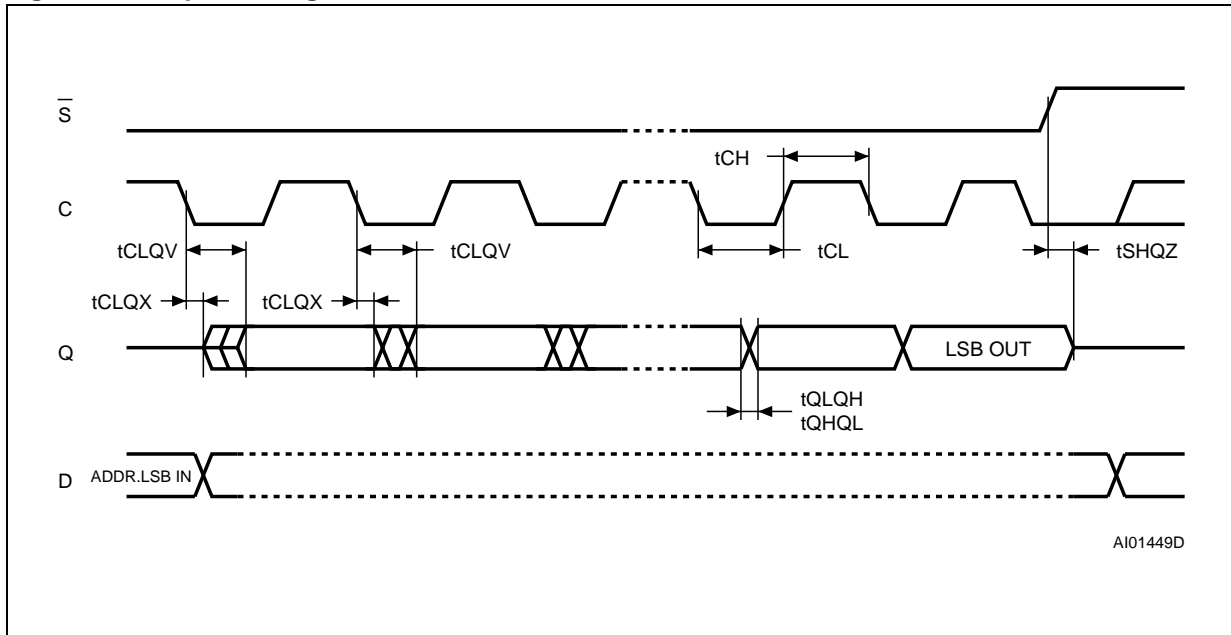 S
tCH
C
tCLQV
tCLQV
tCL
tSHQZ
tCLQX
tCLQX
Q
LSB OUT
tQLQH
tQHQL
D
ADDR.LSB IN
AI01449D